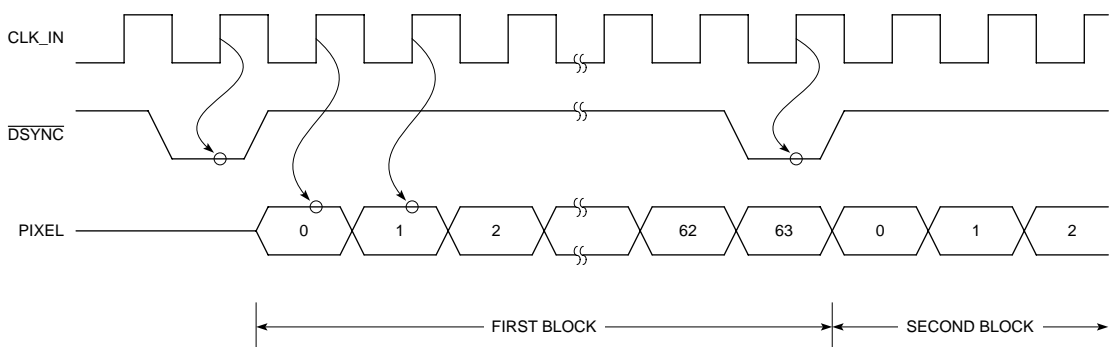 CLK_IN
DSYNC
PIXEL
0
1
2
62
63
0
1
2
FIRST BLOCK
SECOND BLOCK